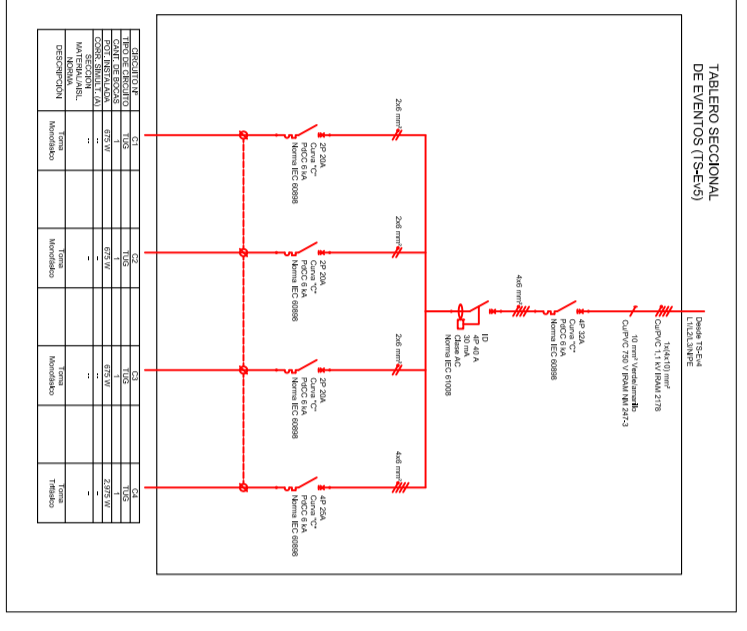 TABLERO SECCIONAL
DE EVENTOS (TS-Ev5)
Desde TS-Ev4
L1/L2/L3/N/PE
1x(4x10) mm²
Cu/PVC 1,1 kV IRAM 2178
10 mm² Verde/amarillo
Cu/PVC 750 V IRAM NM 247-3
4P 32A
Curva "C"
PdCC 6 kA
Norma IEC 60898
4x6 mm²
ID
4P 40 A
30 mA
Clase AC
Norma IEC 61008
2x6 mm²
2x6 mm²
2x6 mm²
4x6 mm²
2P 20A
Curva "C"
PdCC 6 kA
Norma IEC 60898
2P 20A
Curva "C"
PdCC 6 kA
Norma IEC 60898
2P 20A
Curva "C"
PdCC 6 kA
Norma IEC 60898
4P 25A
Curva "C"
PdCC 6 kA
Norma IEC 60898
CIRCUITO Nº C1 C2 C3 C4
TIPO DE CIRCUITO TUG TUG TUG TUG
CANT. DE BOCAS 1 1 1 1
POT. INSTALADA 675 W 675 W 675 W 2.975 W
CORR. SIMULT. (A) -- -- -- --
SECCIÓN
MATERIAL/AISL. -- -- -- --
NORMA
DESCRIPCIÓN Toma Monofásico Toma Monofásico Toma Monofásico Toma Trifásico